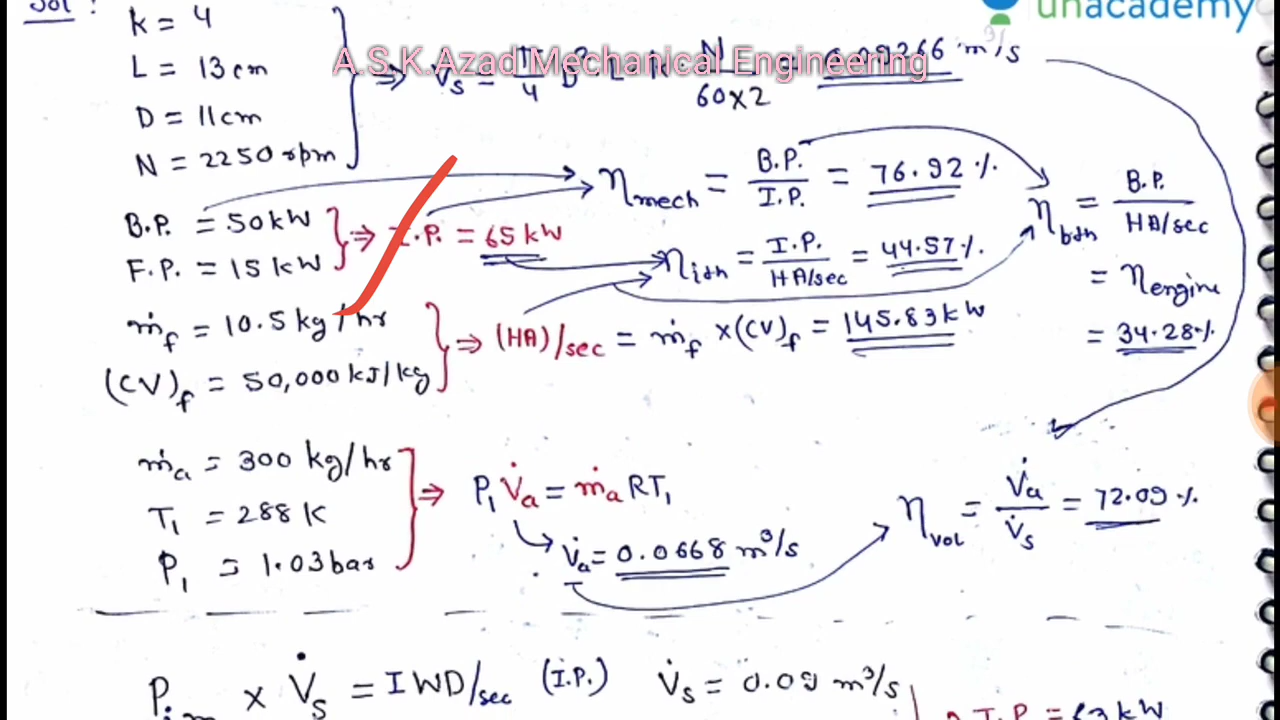 Sol :
unacademy
k = 4
L = 13 cm
D = 11 cm
N = 2250 rpm
A.S.K.Azad Mechanical Engineering
⇒ V̇s = π/4 D² L k N/(60×2) = 0.09266 m³/s
B.P. = 50 kW
F.P. = 15 kW
⇒ I.P. = 65 kW
ηmech = B.P./I.P. = 76.92 %
ηith = I.P./HA/sec = 44.57 %
ηbth = B.P./HA/sec
= ηengine
= 34.28 %
ṁf = 10.5 kg/hr
(CV)f = 50,000 kJ/kg
⇒ (HA)/sec = ṁf × (CV)f = 145.83 kW
ṁa = 300 kg/hr
T₁ = 288 K
P₁ = 1.03 bar
⇒ P₁ V̇a = ṁa RT₁
V̇a = 0.0668 m³/s
ηvol = V̇a/V̇s = 72.09 %
× V̇s = IWD/sec (I.P.) V̇s = 0.09 m³/s